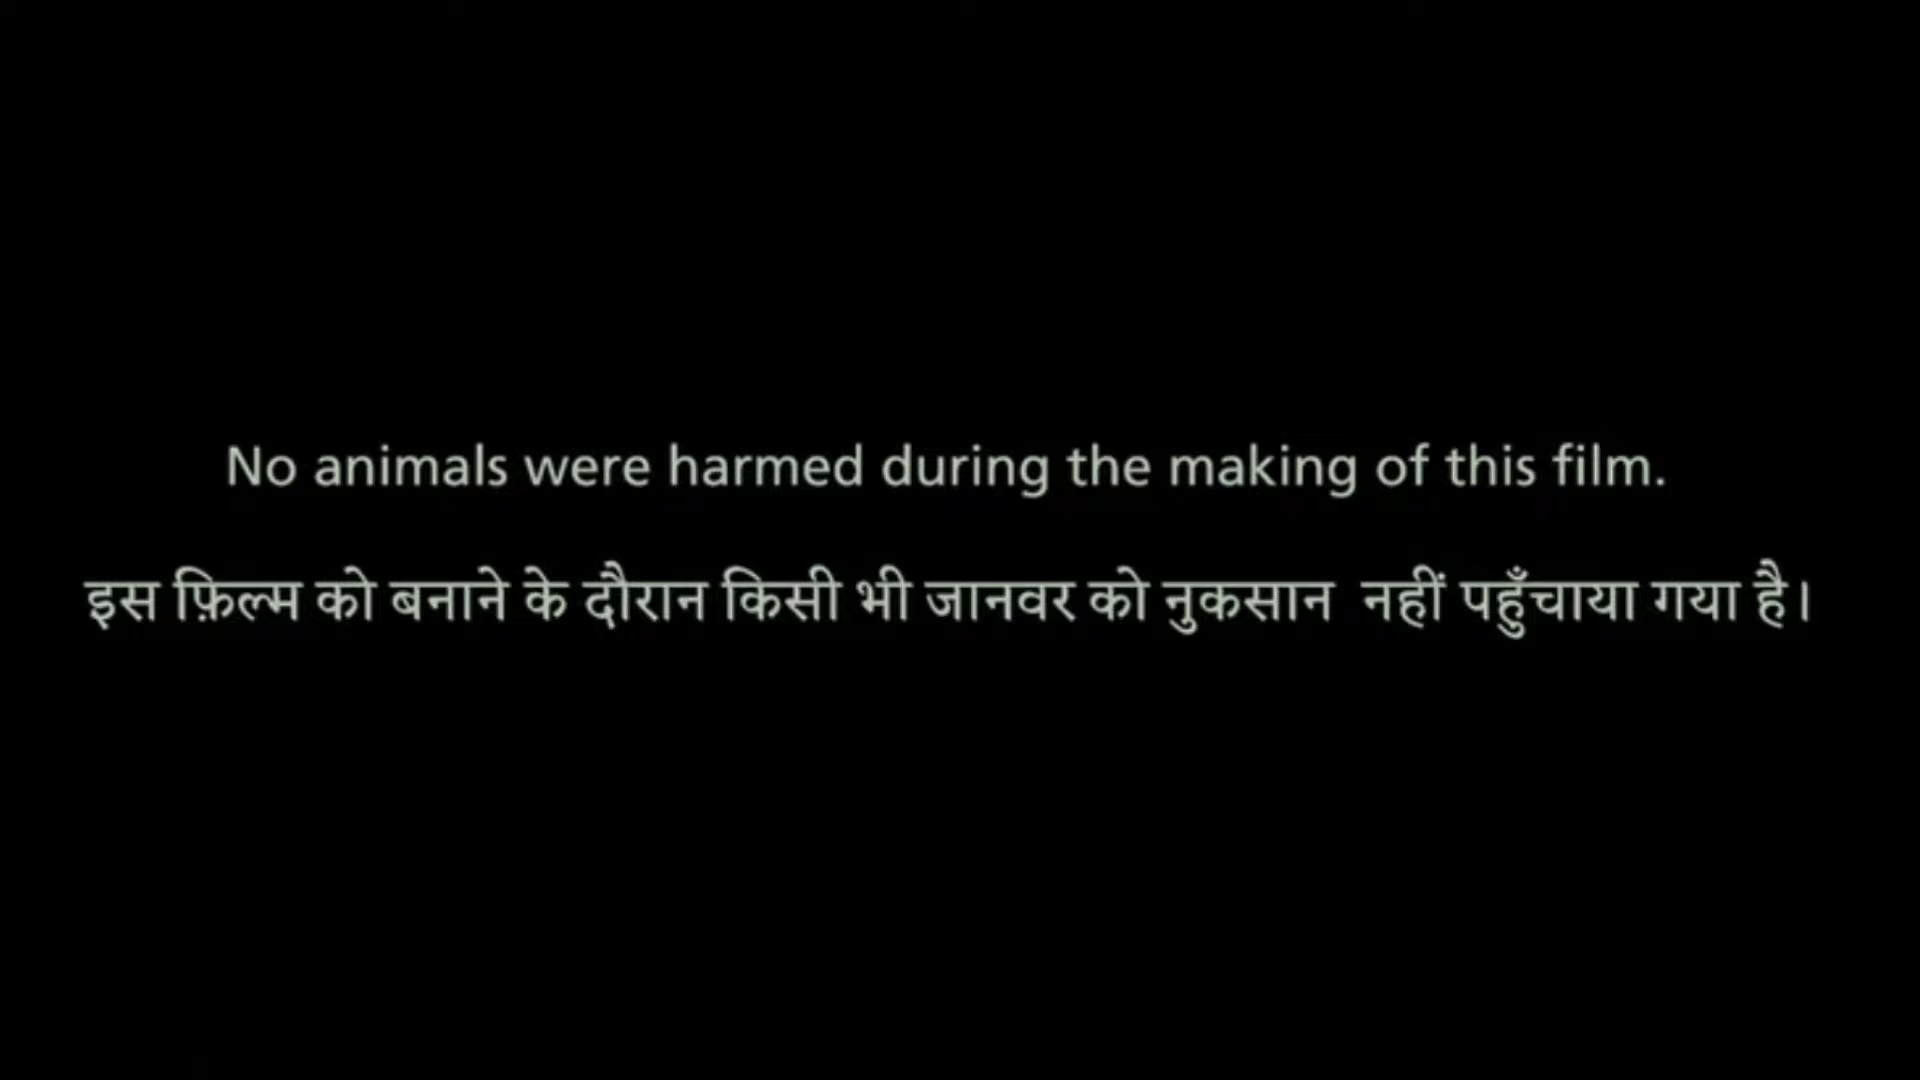 No animals were harmed during the making of this film.
इस फ़िल्म को बनाने के दौरान किसी भी जानवर को नुकसान  नहीं पहुँचाया गया है।